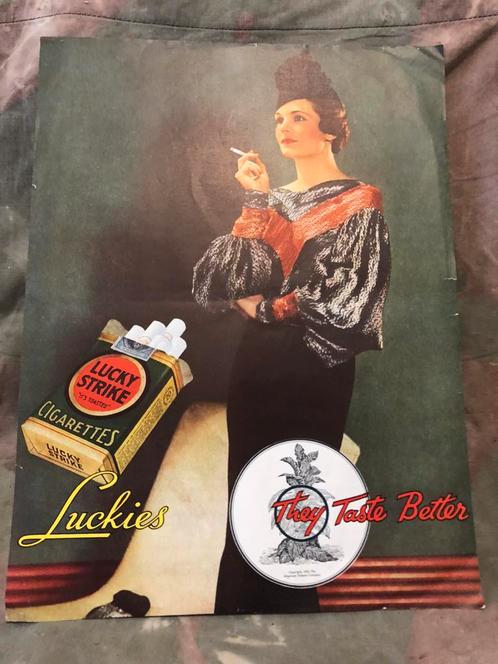 LUCKY
STRIKE
"IT'S TOASTED"
CIGARETTES
LUCKY
STRIKE
Luckies
They Taste Better